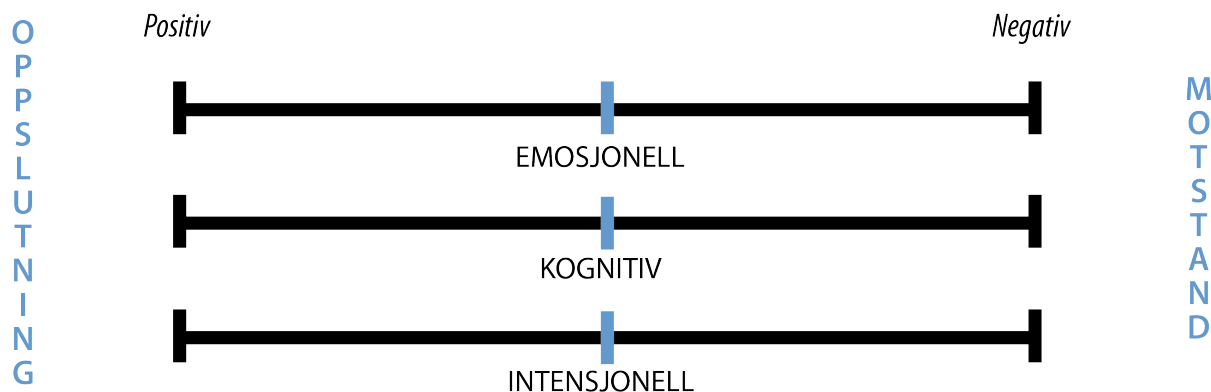 Positiv
Negativ
OPPSLUTNING
EMOSJONELL
KOGNITIV
INTENSJONELL
MOTSTAND